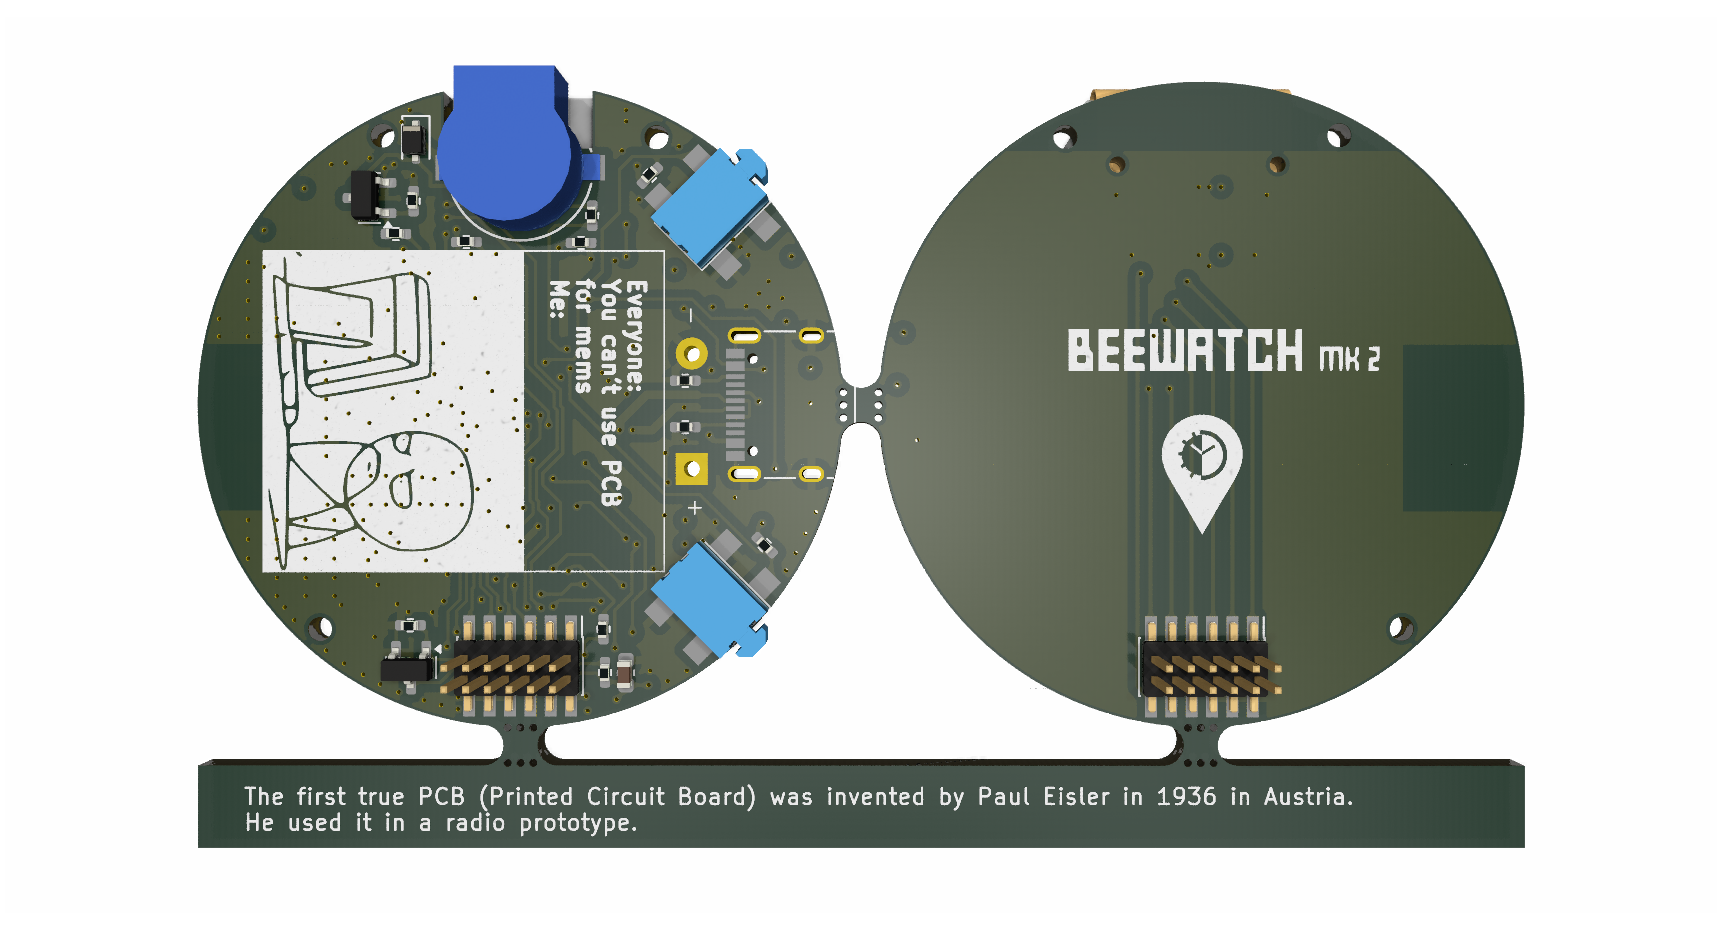 Everyone:
You can't use PCB
for mems
Me:
−
+
BEEWATCH mk 2
The first true PCB (Printed Circuit Board) was invented by Paul Eisler in 1936 in Austria.
He used it in a radio prototype.